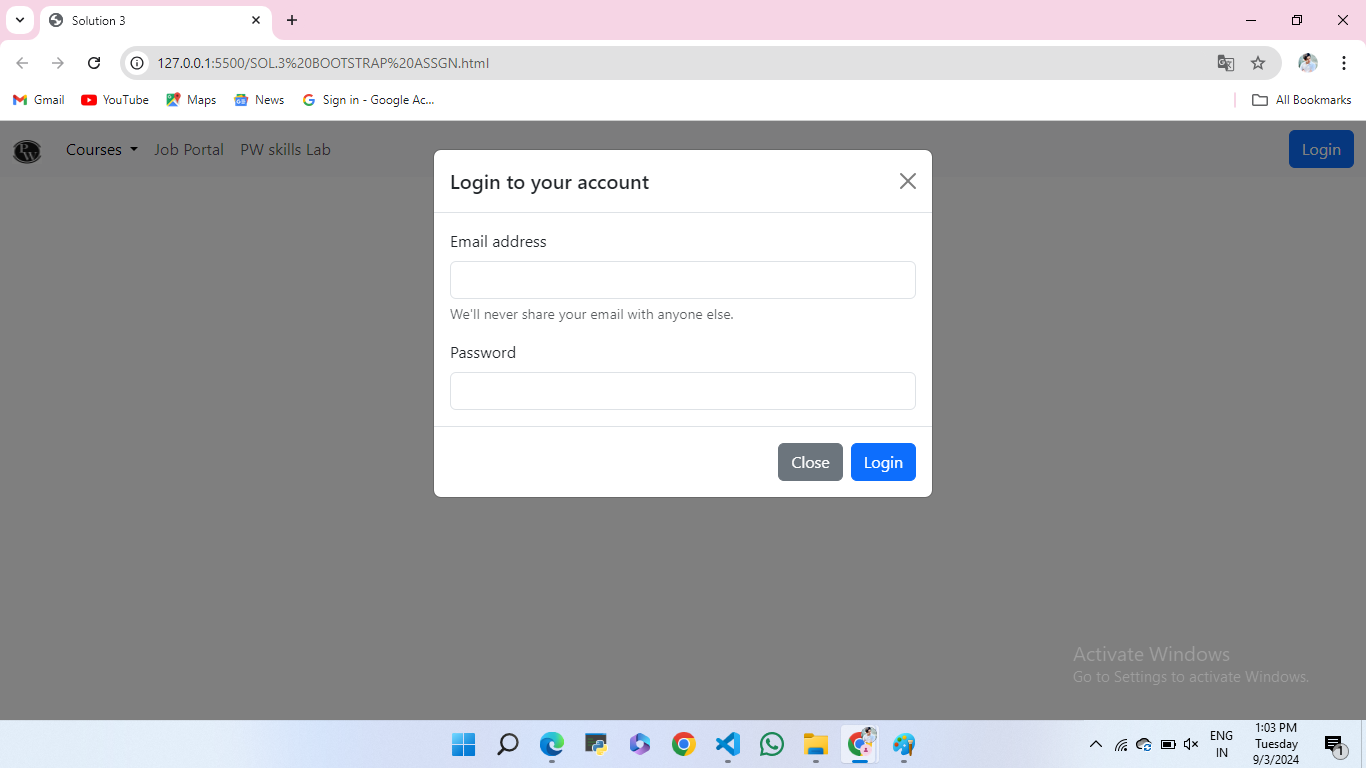 Solution 3
127.0.0.1:5500/SOL.3%20BOOTSTRAP%20ASSGN.html
Gmail YouTube Maps News Sign in - Google Ac... All Bookmarks
PW Courses Job Portal PW skills Lab Login
Login to your account
Email address
We'll never share your email with anyone else.
Password
Close Login
Activate Windows
Go to Settings to activate Windows.
ENG
IN
1:03 PM
Tuesday
9/3/2024
1